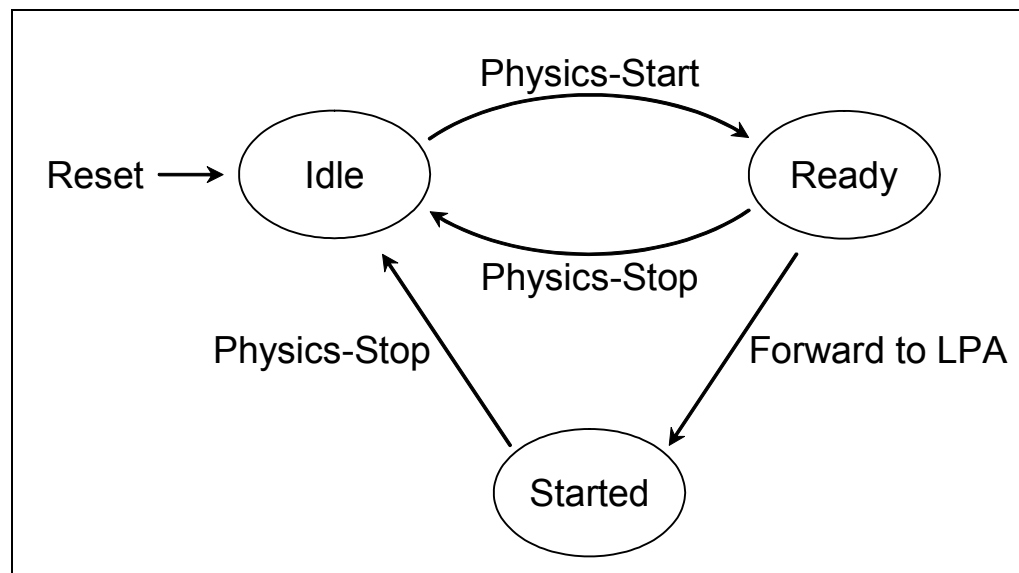 Physics-Start
Reset
Idle
Ready
Physics-Stop
Physics-Stop
Forward to LPA
Started